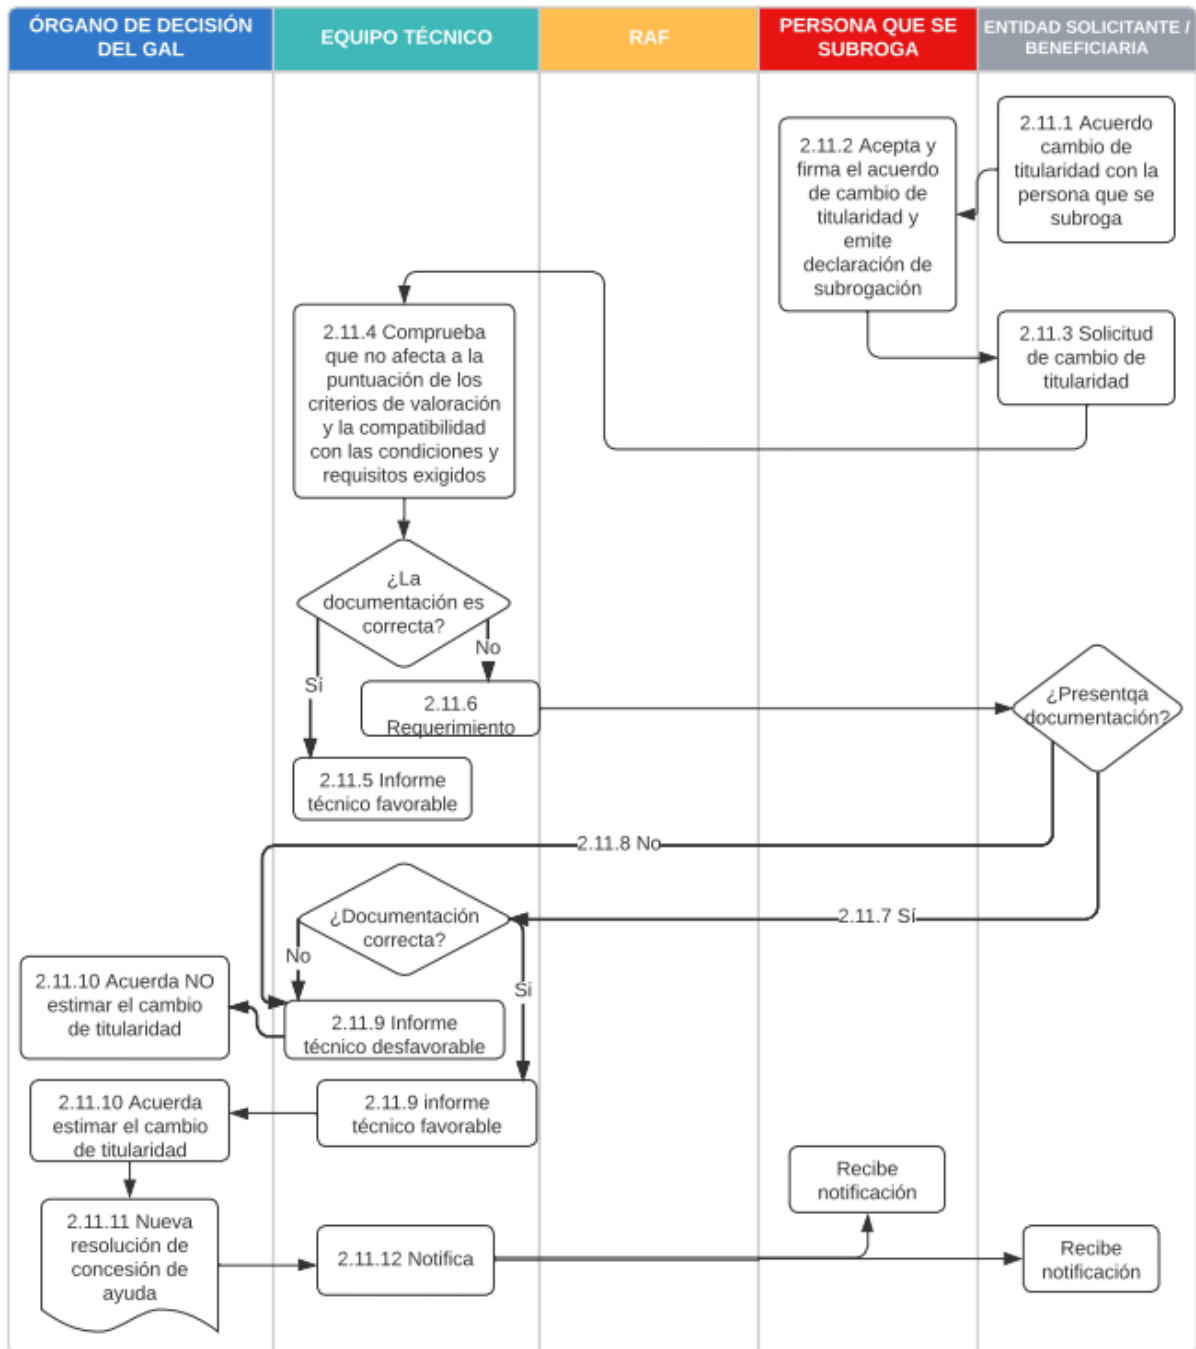 ÓRGANO DE DECISIÓN
DEL GAL
EQUIPO TÉCNICO
RAF
PERSONA QUE SE
SUBROGA
ENTIDAD SOLICITANTE /
BENEFICIARIA
2.11.1 Acuerdo
cambio de
titularidad con la
persona que se
subroga
2.11.2 Acepta y
firma el acuerdo
de cambio de
titularidad y
emite
declaración de
subrogación
2.11.3 Solicitud
de cambio de
titularidad
2.11.4 Comprueba
que no afecta a la
puntuación de los
criterios de valoración
y la compatibilidad
con las condiciones y
requisitos exigidos
¿La
documentación es
correcta?
No
Sí
2.11.6
Requerimiento
¿Presentqa
documentación?
2.11.5 Informe
técnico favorable
2.11.8 No
2.11.7 Sí
¿Documentación
correcta?
No
Si
2.11.10 Acuerda NO
estimar el cambio
de titularidad
2.11.9 Informe
técnico desfavorable
2.11.10 Acuerda
estimar el cambio
de titularidad
2.11.9 informe
técnico favorable
Recibe
notificación
2.11.11 Nueva
resolución de
concesión de
ayuda
2.11.12 Notifica
Recibe
notificación